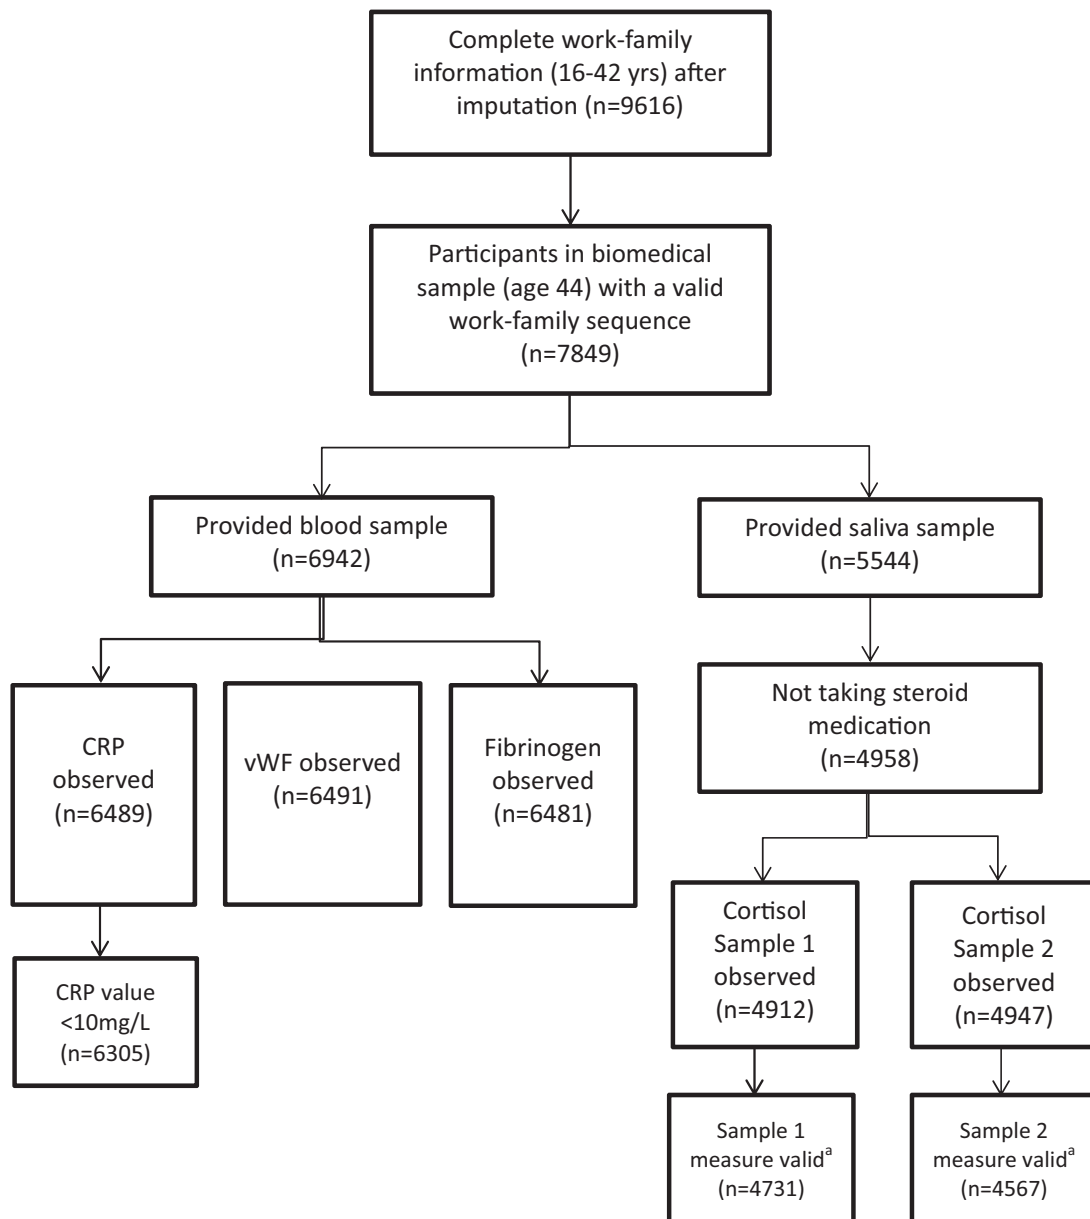 Complete work-family
information (16-42 yrs) after
imputation (n=9616)
Participants in biomedical
sample (age 44) with a valid
work-family sequence
(n=7849)
Provided blood sample
(n=6942)
Provided saliva sample
(n=5544)
Not taking steroid
medication
(n=4958)
CRP
observed
(n=6489)
vWF observed
(n=6491)
Fibrinogen
observed
(n=6481)
Cortisol
Sample 1
observed
(n=4912)
Cortisol
Sample 2
observed
(n=4947)
CRP value
<10mg/L
(n=6305)
Sample 1
measure valid^a
(n=4731)
Sample 2
measure valid^a
(n=4567)